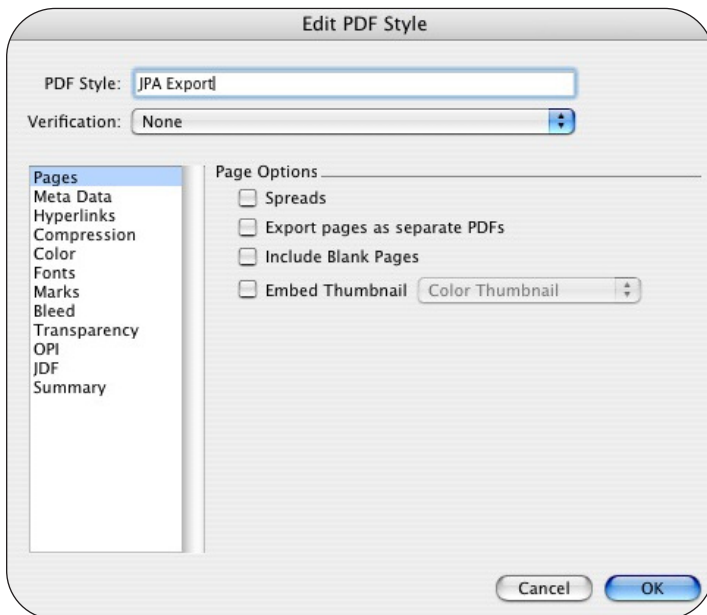 Edit PDF Style
PDF Style: JPA Export
Verification: None
Pages
Meta Data
Hyperlinks
Compression
Color
Fonts
Marks
Bleed
Transparency
OPI
JDF
Summary
Page Options
Spreads
Export pages as separate PDFs
Include Blank Pages
Embed Thumbnail Color Thumbnail
Cancel OK